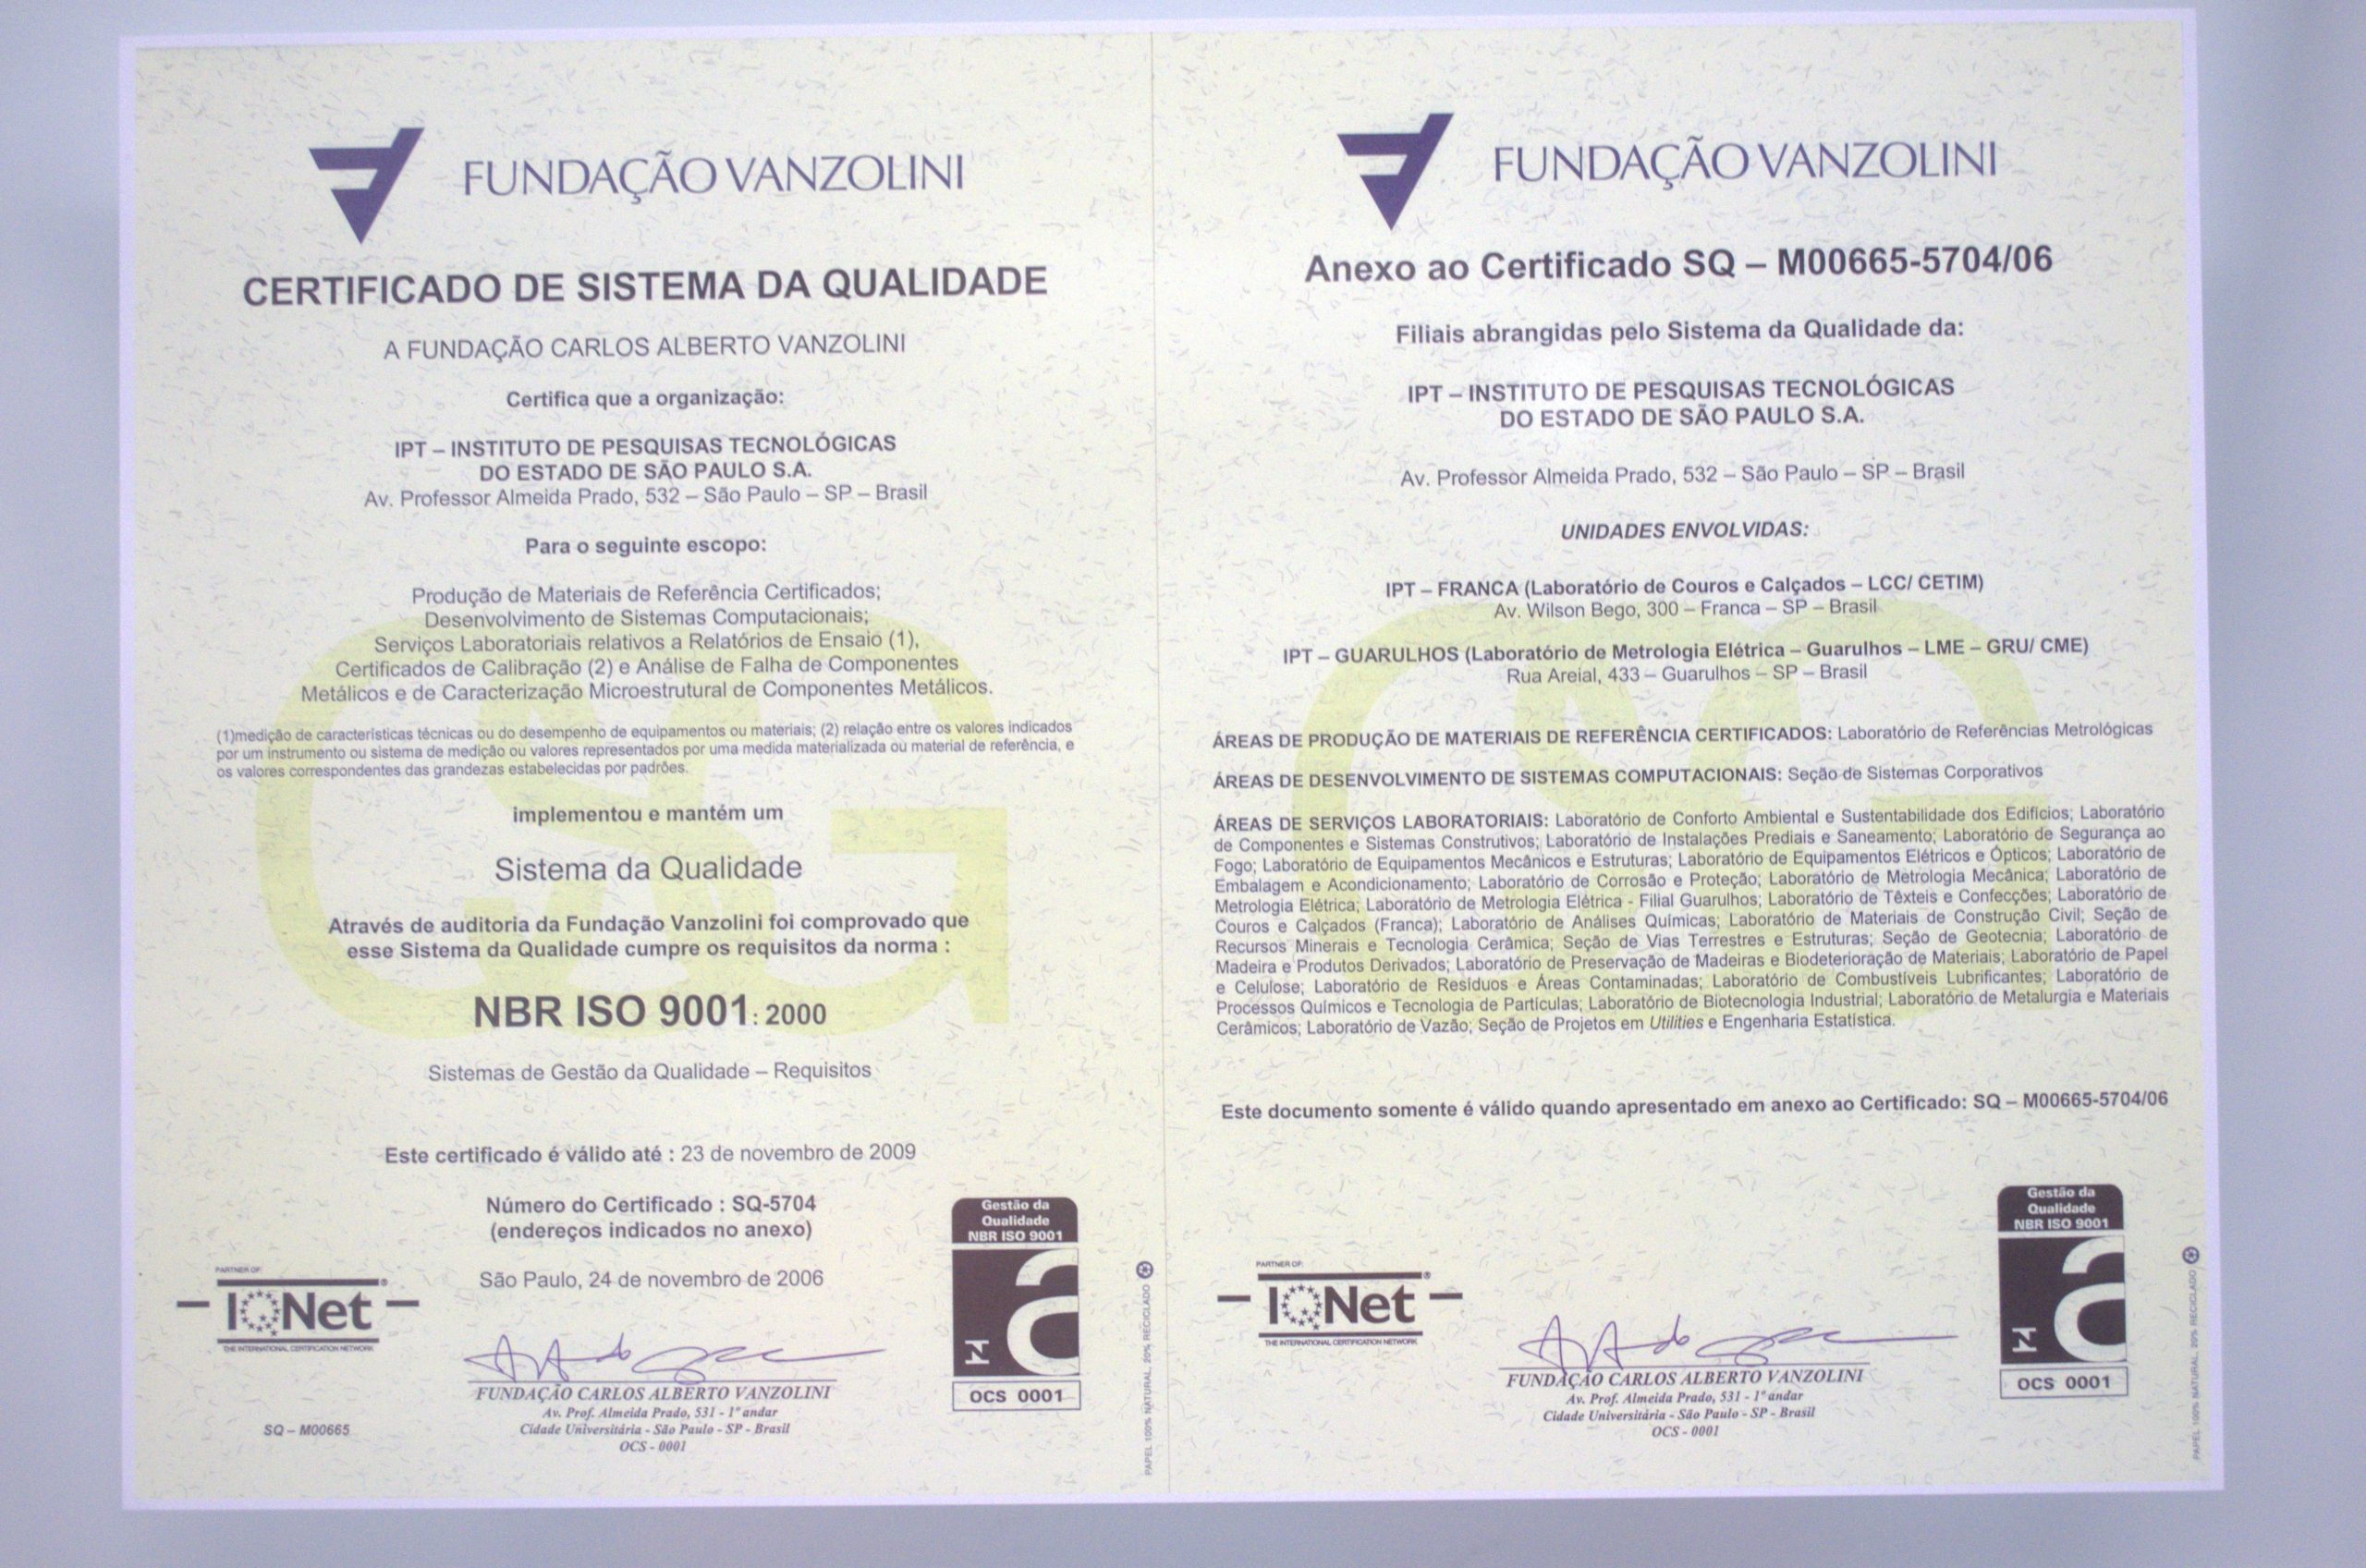 FUNDAÇÃO VANZOLINI
CERTIFICADO DE SISTEMA DA QUALIDADE
A FUNDAÇÃO CARLOS ALBERTO VANZOLINI
Certifica que a organização:
IPT – INSTITUTO DE PESQUISAS TECNOLÓGICAS
DO ESTADO DE SÃO PAULO S.A.
Av. Professor Almeida Prado, 532 – São Paulo – SP – Brasil
Para o seguinte escopo:
Produção de Materiais de Referência Certificados;
Desenvolvimento de Sistemas Computacionais;
Serviços Laboratoriais relativos a Relatórios de Ensaio (1),
Certificados de Calibração (2) e Análise de Falha de Componentes
Metálicos e de Caracterização Microestrutural de Componentes Metálicos.
(1)medição de características técnicas ou do desempenho de equipamentos ou materiais; (2) relação entre os valores indicados
por um instrumento ou sistema de medição ou valores representados por uma medida materializada ou material de referência, e
os valores correspondentes das grandezas estabelecidas por padrões.
implementou e mantém um
Sistema da Qualidade
Através de auditoria da Fundação Vanzolini foi comprovado que
esse Sistema da Qualidade cumpre os requisitos da norma :
NBR ISO 9001: 2000
Sistemas de Gestão da Qualidade – Requisitos
Este certificado é válido até : 23 de novembro de 2009
Número do Certificado : SQ-5704
(endereços indicados no anexo)
São Paulo, 24 de novembro de 2006
PARTNER OF:
IQNet
THE INTERNATIONAL CERTIFICATION NETWORK
FUNDAÇÃO CARLOS ALBERTO VANZOLINI
Av. Prof. Almeida Prado, 531 - 1º andar
Cidade Universitária - São Paulo - SP - Brasil
OCS - 0001
SQ – M00665
Gestão da
Qualidade
NBR ISO 9001
OCS 0001
PAPEL 100% NATURAL, 20% RECICLADO
FUNDAÇÃO VANZOLINI
Anexo ao Certificado SQ – M00665-5704/06
Filiais abrangidas pelo Sistema da Qualidade da:
IPT – INSTITUTO DE PESQUISAS TECNOLÓGICAS
DO ESTADO DE SÃO PAULO S.A.
Av. Professor Almeida Prado, 532 – São Paulo – SP – Brasil
UNIDADES ENVOLVIDAS:
IPT – FRANCA (Laboratório de Couros e Calçados – LCC/ CETIM)
Av. Wilson Bego, 300 – Franca – SP – Brasil
IPT – GUARULHOS (Laboratório de Metrologia Elétrica – Guarulhos – LME – GRU/ CME)
Rua Areial, 433 – Guarulhos – SP – Brasil
ÁREAS DE PRODUÇÃO DE MATERIAIS DE REFERÊNCIA CERTIFICADOS: Laboratório de Referências Metrológicas
ÁREAS DE DESENVOLVIMENTO DE SISTEMAS COMPUTACIONAIS: Seção de Sistemas Corporativos
ÁREAS DE SERVIÇOS LABORATORIAIS: Laboratório de Conforto Ambiental e Sustentabilidade dos Edifícios; Laboratório
de Componentes e Sistemas Construtivos; Laboratório de Instalações Prediais e Saneamento; Laboratório de Segurança ao
Fogo; Laboratório de Equipamentos Mecânicos e Estruturas; Laboratório de Equipamentos Elétricos e Ópticos; Laboratório de
Embalagem e Acondicionamento; Laboratório de Corrosão e Proteção; Laboratório de Metrologia Mecânica; Laboratório de
Metrologia Elétrica; Laboratório de Metrologia Elétrica - Filial Guarulhos; Laboratório de Têxteis e Confecções; Laboratório de
Couros e Calçados (Franca); Laboratório de Análises Químicas; Laboratório de Materiais de Construção Civil; Seção de
Recursos Minerais e Tecnologia Cerâmica; Seção de Vias Terrestres e Estruturas; Seção de Geotecnia; Laboratório de
Madeira e Produtos Derivados; Laboratório de Preservação de Madeiras e Biodeterioração de Materiais; Laboratório de Papel
e Celulose; Laboratório de Resíduos e Áreas Contaminadas; Laboratório de Combustíveis Lubrificantes; Laboratório de
Processos Químicos e Tecnologia de Partículas; Laboratório de Biotecnologia Industrial; Laboratório de Metalurgia e Materiais
Cerâmicos; Laboratório de Vazão; Seção de Projetos em Utilities e Engenharia Estatística.
Este documento somente é válido quando apresentado em anexo ao Certificado: SQ – M00665-5704/06
PARTNER OF:
IQNet
THE INTERNATIONAL CERTIFICATION NETWORK
FUNDAÇÃO CARLOS ALBERTO VANZOLINI
Av. Prof. Almeida Prado, 531 - 1º andar
Cidade Universitária - São Paulo - SP - Brasil
OCS - 0001
Gestão da
Qualidade
NBR ISO 9001
OCS 0001
PAPEL 100% NATURAL, 20% RECICLADO